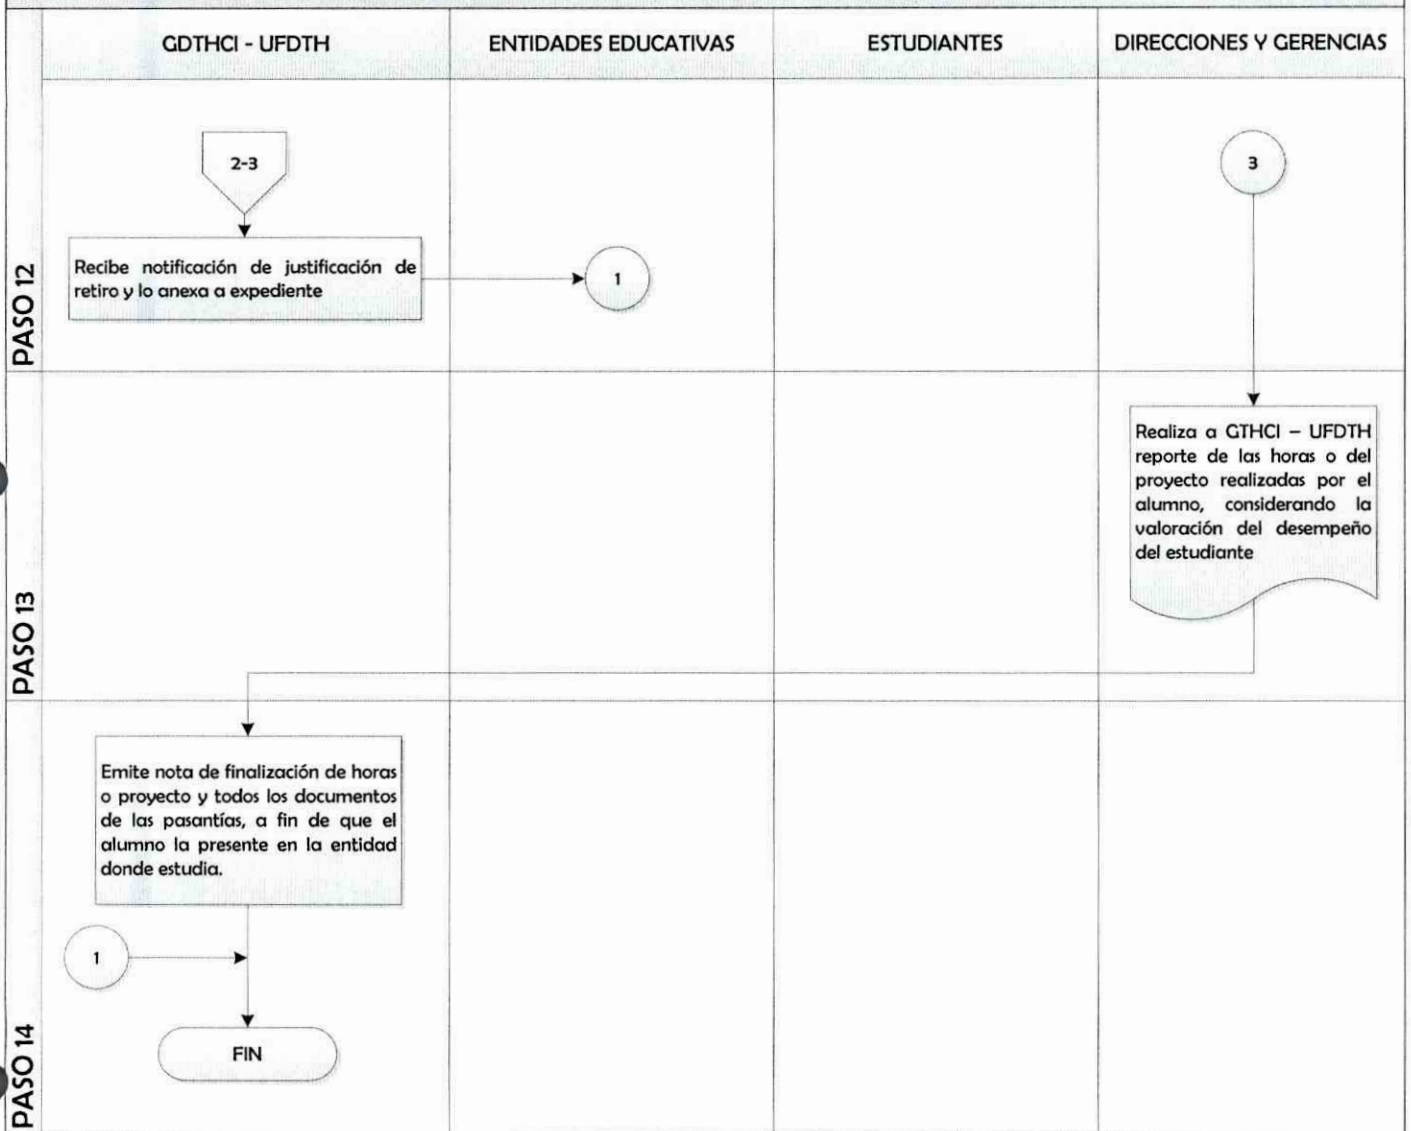 GDTHCI - UFDTH
ENTIDADES EDUCATIVAS
ESTUDIANTES
DIRECCIONES Y GERENCIAS
PASO 12
2-3
3
Recibe notificación de justificación de
retiro y lo anexa a expediente
1
PASO 13
Realiza a GTHCI – UFDTH
reporte de las horas o del
proyecto realizadas por el
alumno, considerando la
valoración del desempeño
del estudiante
PASO 14
Emite nota de finalización de horas
o proyecto y todos los documentos
de las pasantías, a fin de que el
alumno la presente en la entidad
donde estudia.
1
FIN